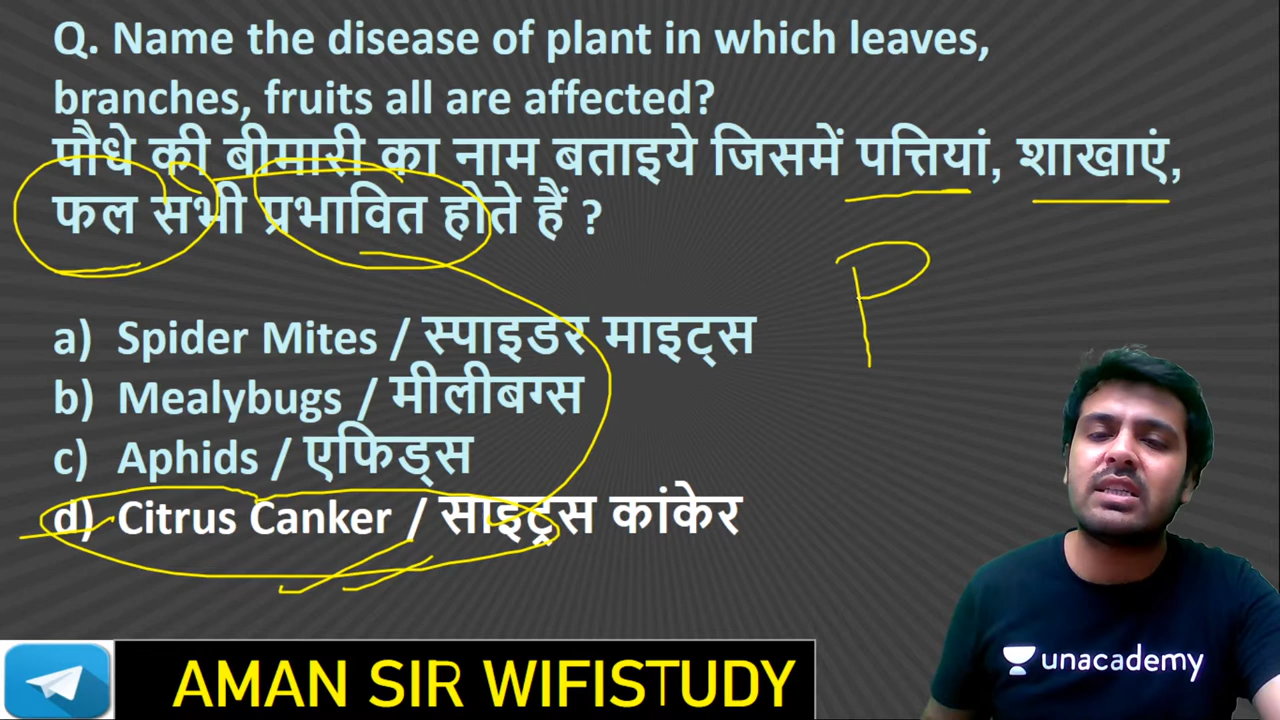 Q. Name the disease of plant in which leaves,
branches, fruits all are affected?
पौधे की बीमारी का नाम बताइये जिसमें पत्तियां, शाखाएं,
फल सभी प्रभावित होते हैं ?
P
a) Spider Mites / स्पाइडर माइट्स
b) Mealybugs / मीलीबग्स
c) Aphids / एफिड्स
d) Citrus Canker / साइट्रस कांकेर
unacademy
AMAN SIR WIFISTUDY